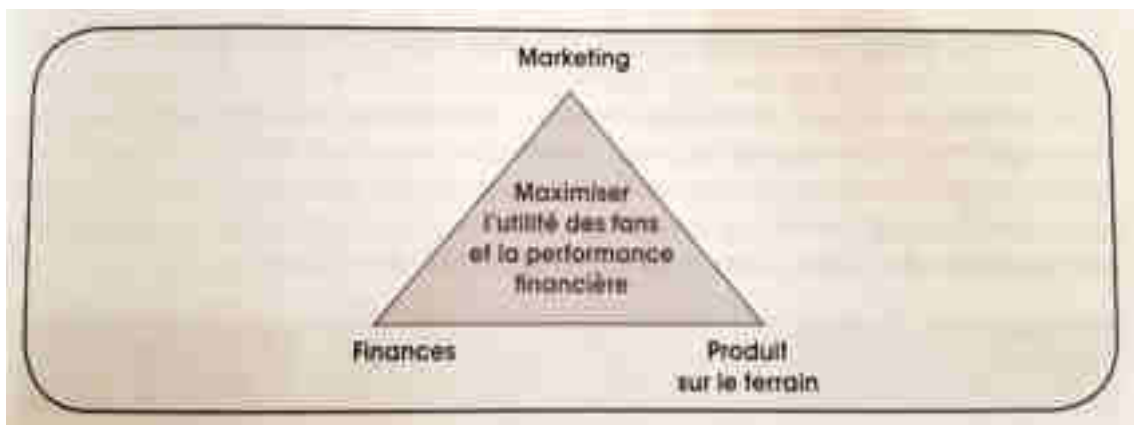 Marketing
Maximiser
l'utilité des fans
et la performance
financière
Finances
Produit
sur le terrain